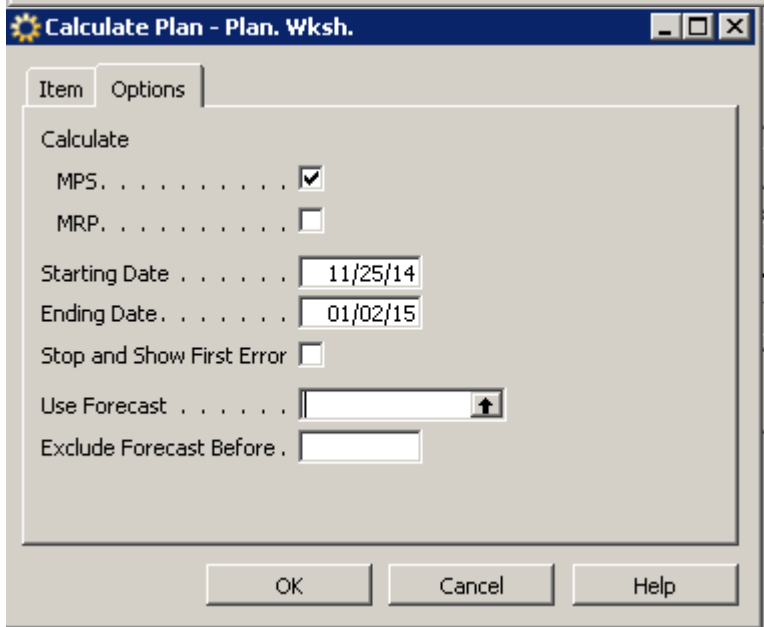 Calculate Plan - Plan. Wksh.
Item Options
Calculate
MPS. . . . . . . . . .
MRP. . . . . . . . . .
Starting Date . . . . . . 11/25/14
Ending Date. . . . . . . 01/02/15
Stop and Show First Error
Use Forecast . . . . . .
Exclude Forecast Before .
OK Cancel Help